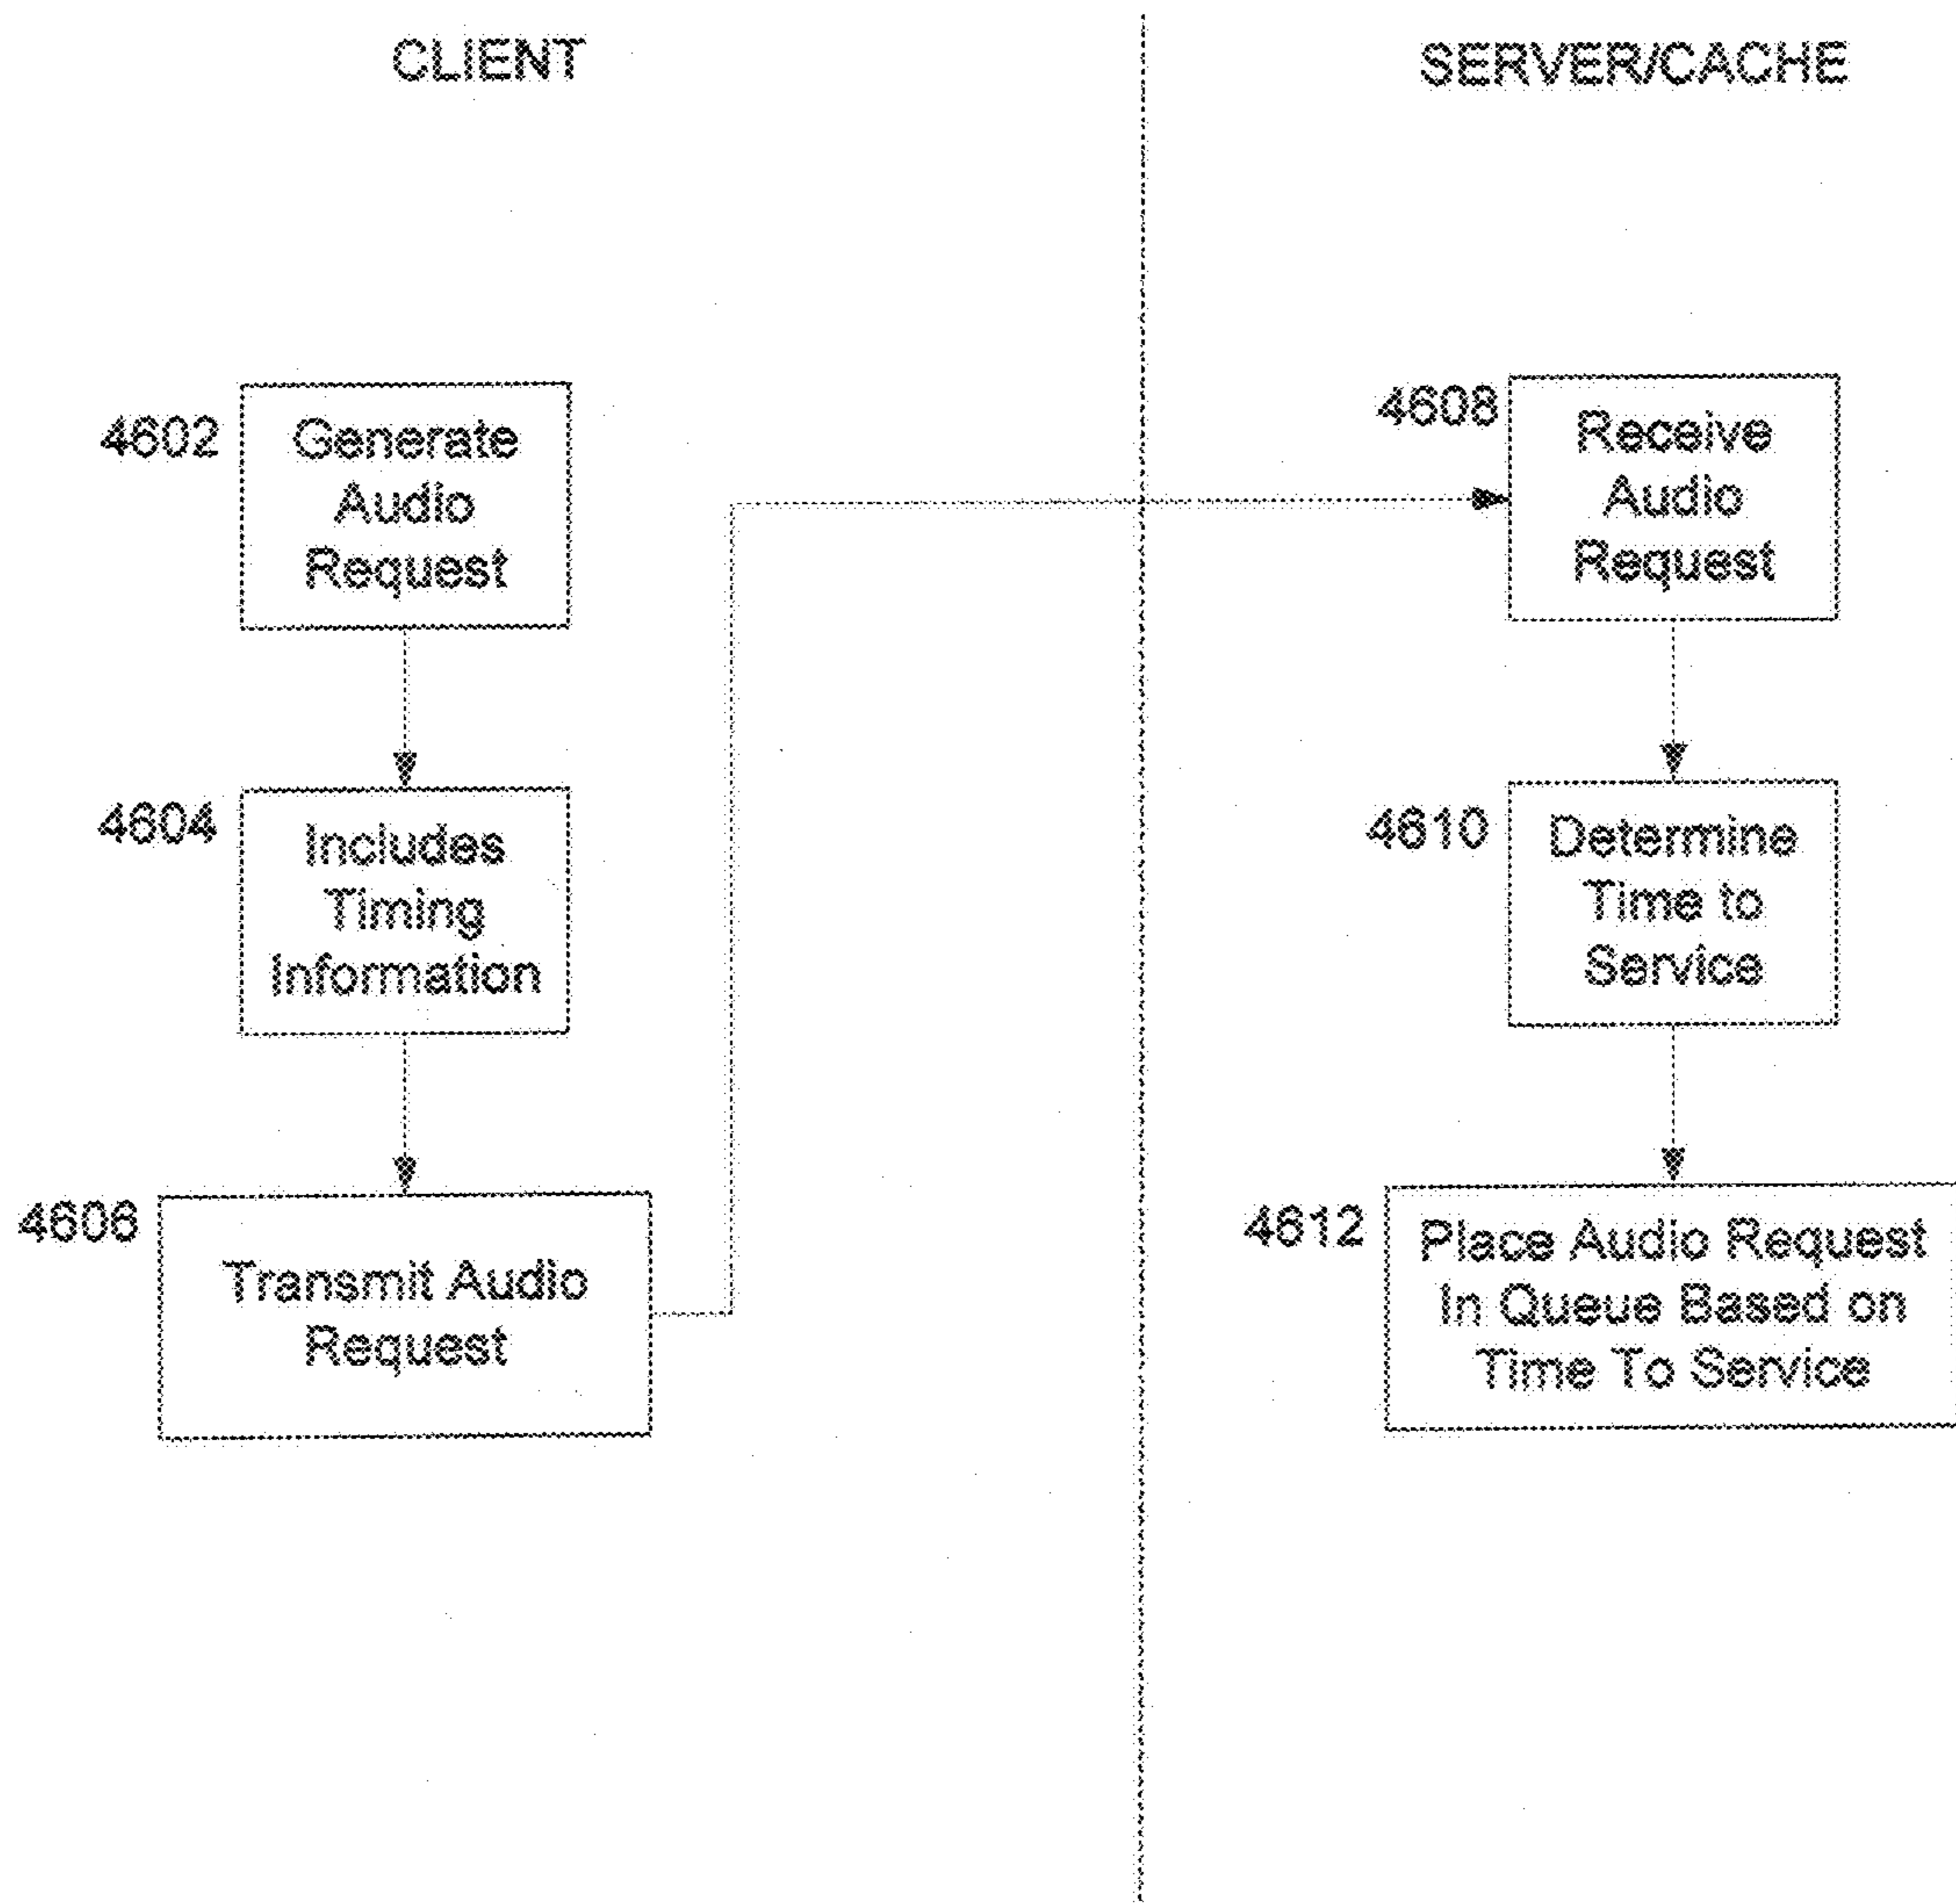 CLIENT
4602
Generate
Audio
Request
4604
Includes
Timing
Information
4606
Transmit Audio
Request
SERVER/CACHE
4608
Receive
Audio
Request
4610
Determine
Time to
Service
4612
Place Audio Request
In Queue Based on
Time To Service